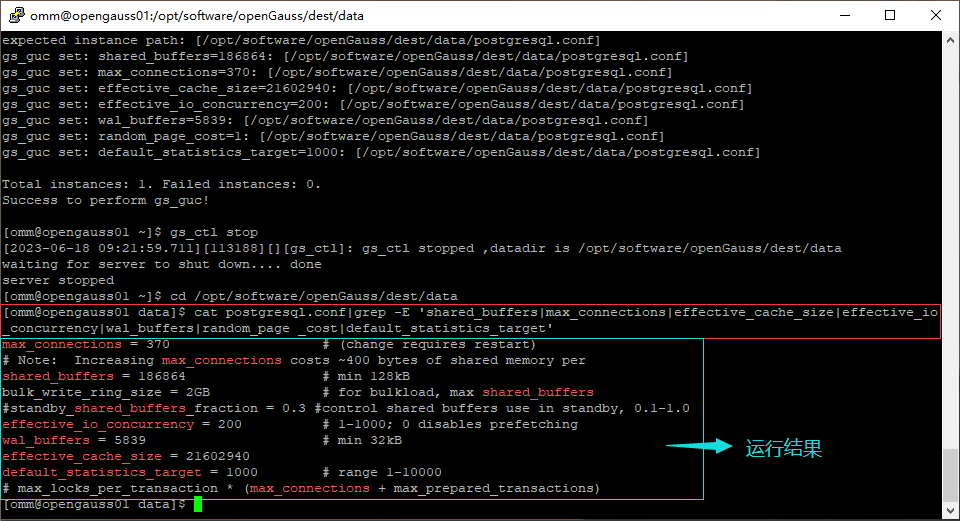 omm@opengauss01:/opt/software/openGauss/dest/data
expected instance path: [/opt/software/openGauss/dest/data/postgresql.conf]
gs_guc set: shared_buffers=186864: [/opt/software/openGauss/dest/data/postgresql.conf]
gs_guc set: max_connections=370: [/opt/software/openGauss/dest/data/postgresql.conf]
gs_guc set: effective_cache_size=21602940: [/opt/software/openGauss/dest/data/postgresql.conf]
gs_guc set: effective_io_concurrency=200: [/opt/software/openGauss/dest/data/postgresql.conf]
gs_guc set: wal_buffers=5839: [/opt/software/openGauss/dest/data/postgresql.conf]
gs_guc set: random_page_cost=1: [/opt/software/openGauss/dest/data/postgresql.conf]
gs_guc set: default_statistics_target=1000: [/opt/software/openGauss/dest/data/postgresql.conf]
Total instances: 1. Failed instances: 0.
Success to perform gs_guc!
[omm@opengauss01 ~]$ gs_ctl stop
[2023-06-18 09:21:59.711][113188][][gs_ctl]: gs_ctl stopped ,datadir is /opt/software/openGauss/dest/data
waiting for server to shut down.... done
server stopped
[omm@opengauss01 ~]$ cd /opt/software/openGauss/dest/data
[omm@opengauss01 data]$ cat postgresql.conf|grep -E 'shared_buffers|max_connections|effective_cache_size|effective_io
_concurrency|wal_buffers|random_page _cost|default_statistics_target'
max_connections = 370 # (change requires restart)
# Note: Increasing max_connections costs ~400 bytes of shared memory per
shared_buffers = 186864 # min 128kB
bulk_write_ring_size = 2GB # for bulkload, max shared_buffers
#standby_shared_buffers_fraction = 0.3 #control shared buffers use in standby, 0.1-1.0
effective_io_concurrency = 200 # 1-1000; 0 disables prefetching
wal_buffers = 5839 # min 32kB
effective_cache_size = 21602940
default_statistics_target = 1000 # range 1-10000
# max_locks_per_transaction * (max_connections + max_prepared_transactions)
[omm@opengauss01 data]$
运行结果